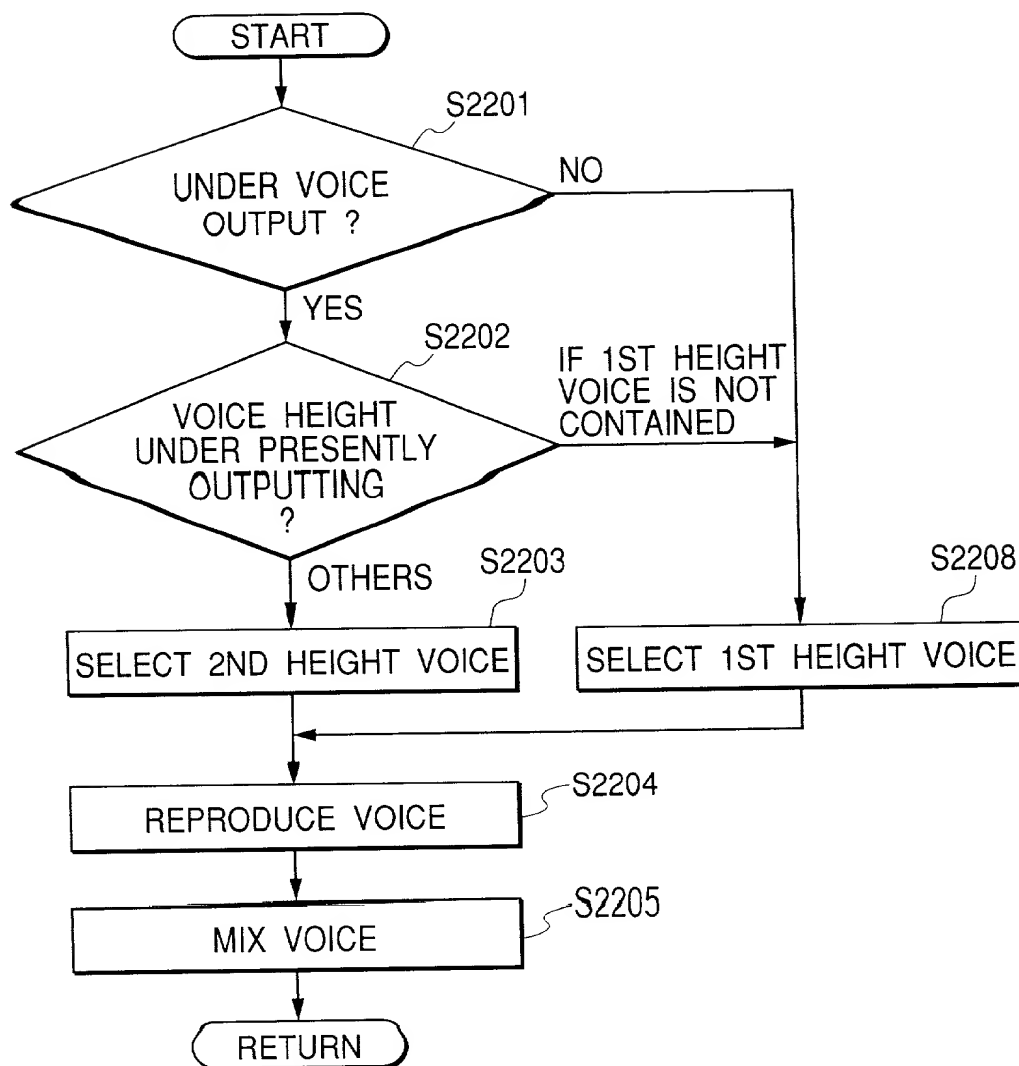 START
S2201
UNDER VOICE
OUTPUT ?
NO
YES
S2202
VOICE HEIGHT
UNDER PRESENTLY
OUTPUTTING
?
IF 1ST HEIGHT
VOICE IS NOT
CONTAINED
OTHERS
S2203
SELECT 2ND HEIGHT VOICE
S2208
SELECT 1ST HEIGHT VOICE
S2204
REPRODUCE VOICE
S2205
MIX VOICE
RETURN